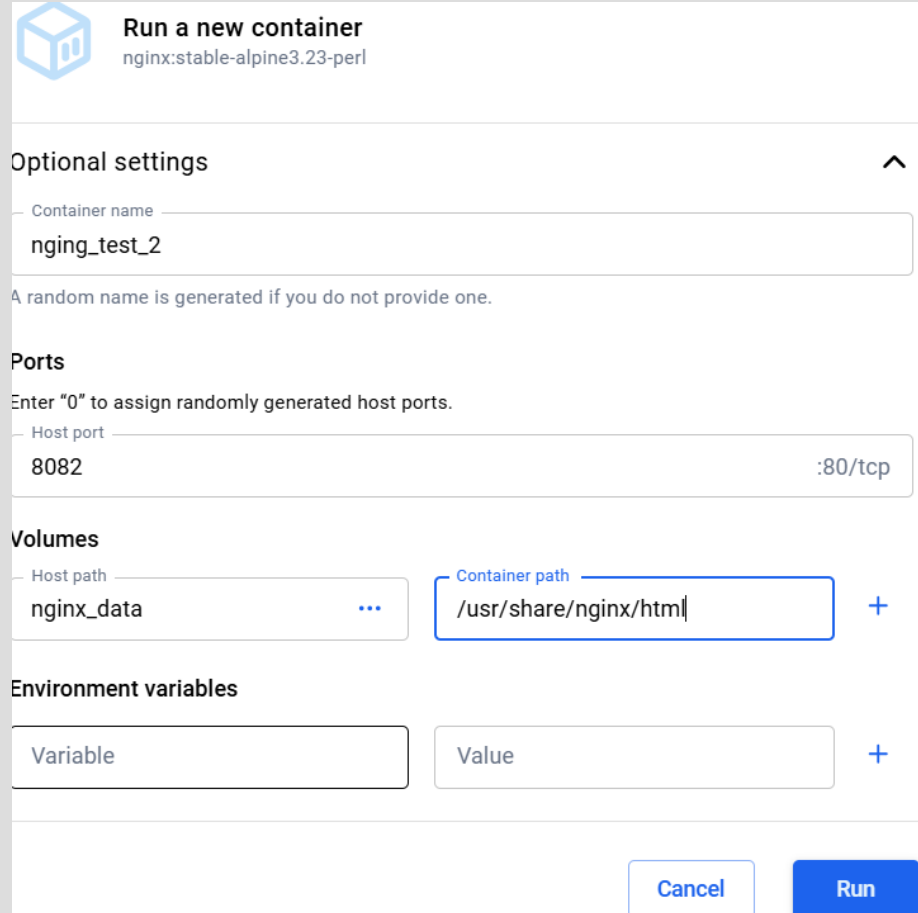 Run a new container
nginx:stable-alpine3.23-perl
Optional settings
Container name
nging_test_2
A random name is generated if you do not provide one.
Ports
Enter “0” to assign randomly generated host ports.
Host port
8082 :80/tcp
Volumes
Host path Container path
nginx_data ••• /usr/share/nginx/html +
Environment variables
Variable Value +
Cancel Run